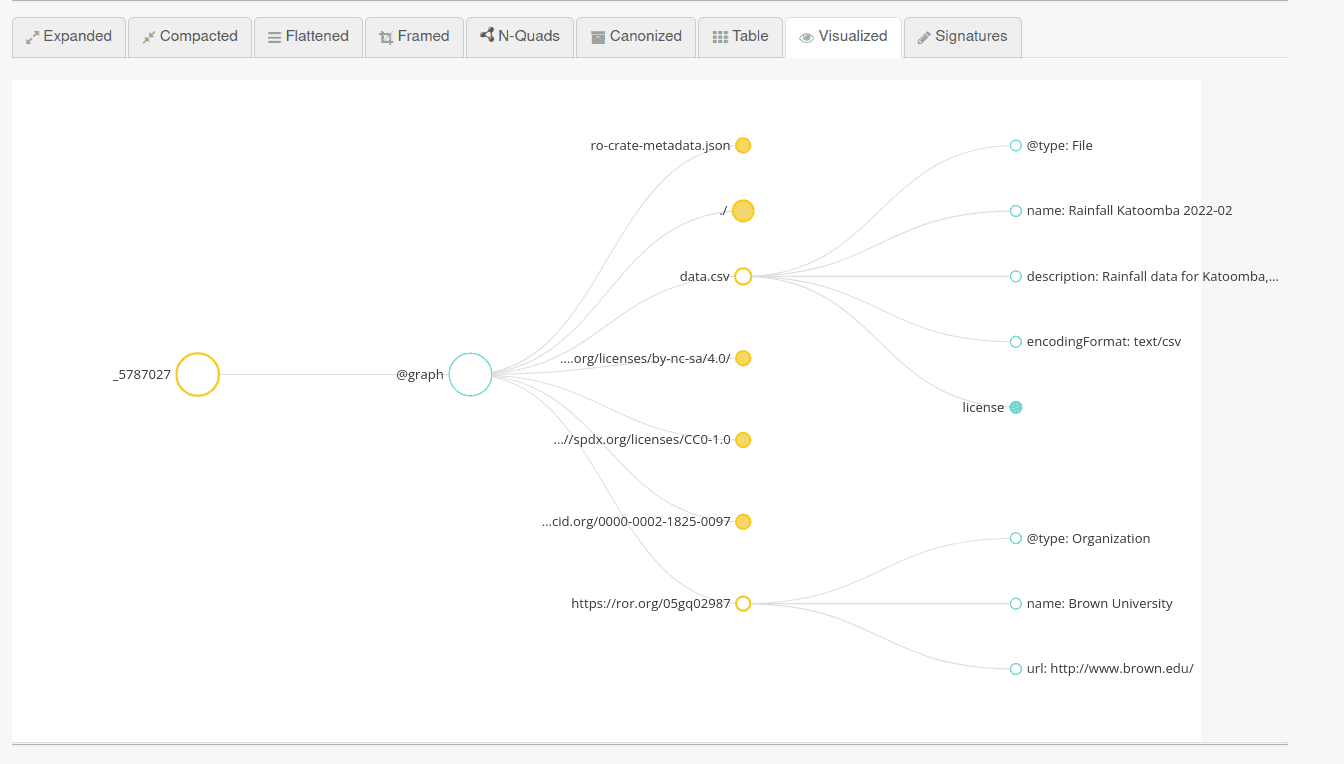 Expanded
Compacted
Flattened
Framed
N-Quads
Canonized
Table
Visualized
Signatures
ro-crate-metadata.json
@type: File
./
name: Rainfall Katoomba 2022-02
data.csv
description: Rainfall data for Katoomba,...
encodingFormat: text/csv
....org/licenses/by-nc-sa/4.0/
_5787027
@graph
license
...//spdx.org/licenses/CC0-1.0
...cid.org/0000-0002-1825-0097
@type: Organization
https://ror.org/05gq02987
name: Brown University
url: http://www.brown.edu/